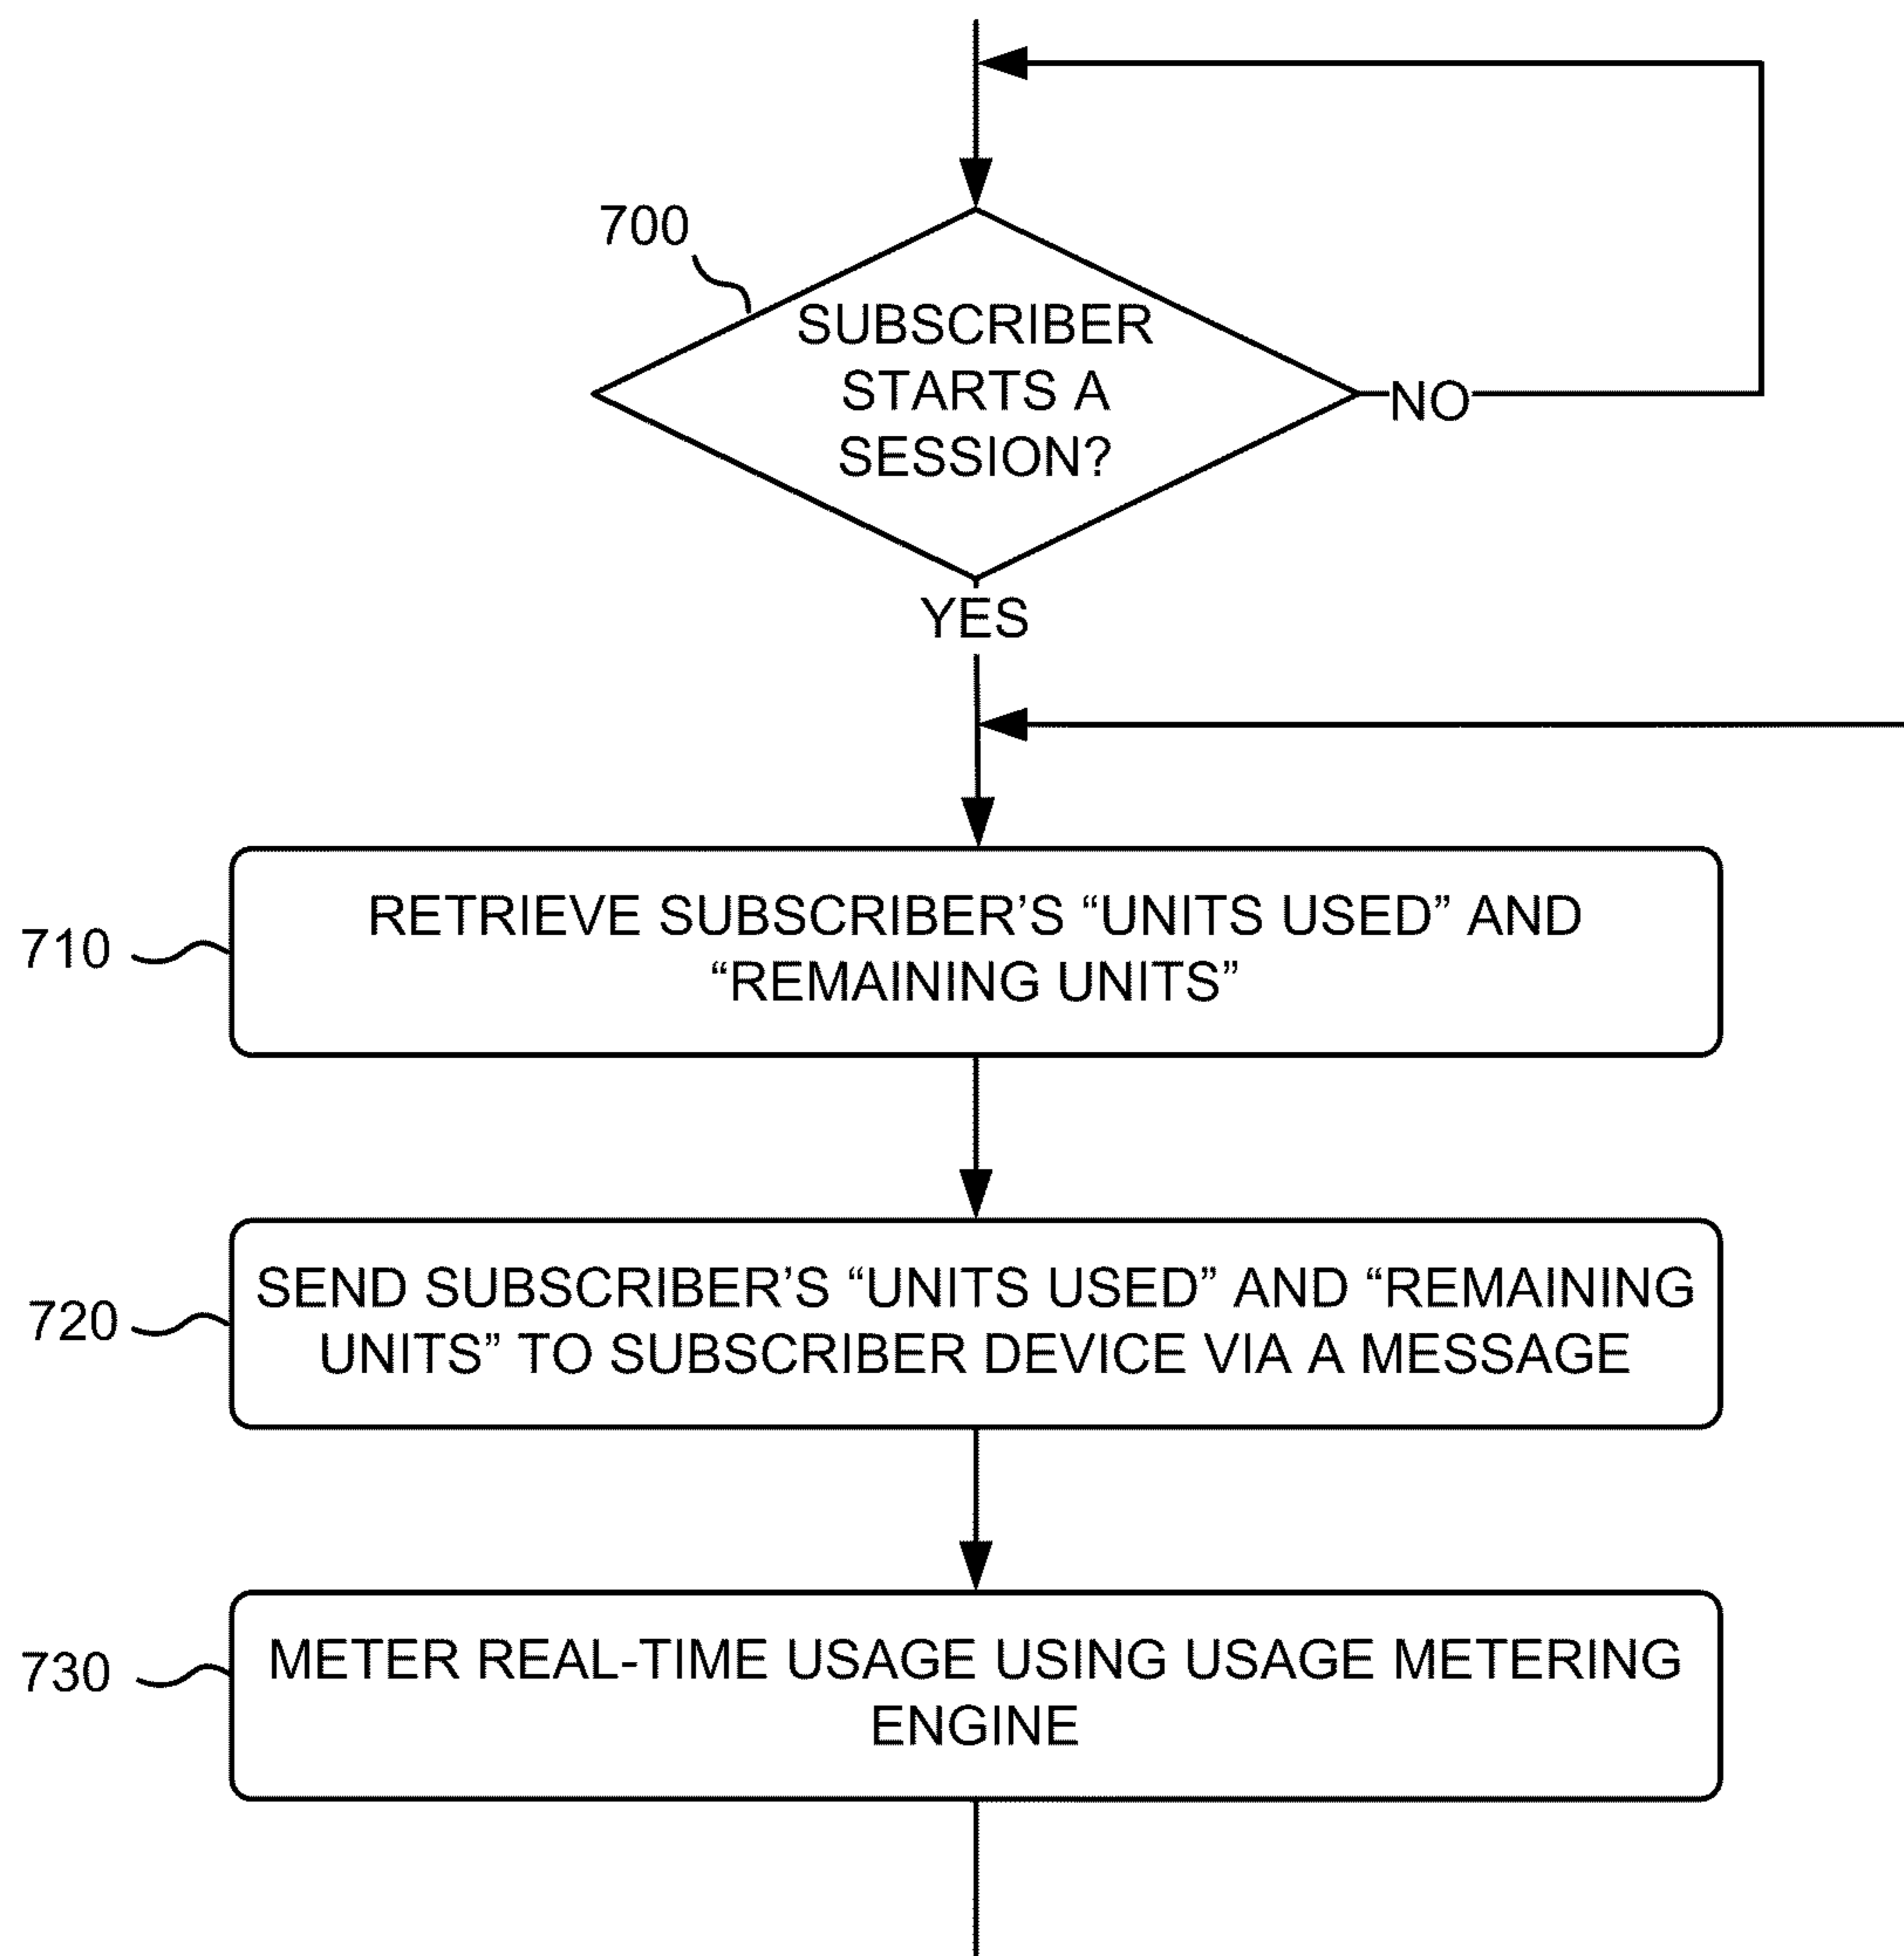 700
SUBSCRIBER
STARTS A
SESSION?
NO
YES
710
RETRIEVE SUBSCRIBER’S “UNITS USED” AND
“REMAINING UNITS”
720
SEND SUBSCRIBER’S “UNITS USED” AND “REMAINING
UNITS” TO SUBSCRIBER DEVICE VIA A MESSAGE
730
METER REAL-TIME USAGE USING USAGE METERING
ENGINE